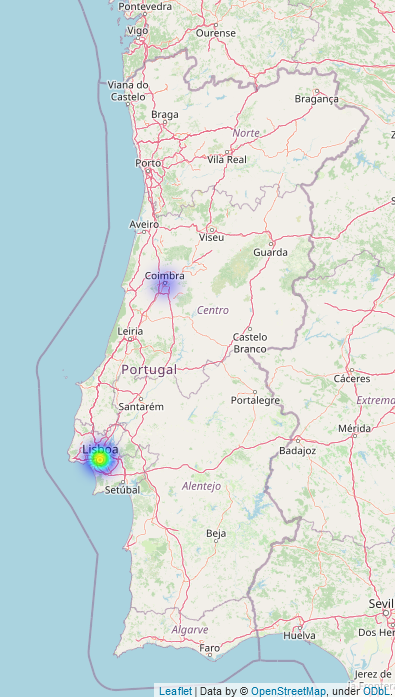 Pontevedra
Vigo
Ourense
Viana do
Castelo
Bragança
Braga
Norte
Porto
Vila Real
Aveiro
Viseu
Guarda
Coimbra
Centro
Leiria
Castelo
Branco
Portugal
Cáceres
Portalegre
Extrema
Santarém
Mérida
Lisboa
Badajoz
Setúbal
Alentejo
Beja
Sevil
Algarve
Huelva
Dos Her
Faro
Jerez de
Leaflet | Data by © OpenStreetMap, under ODbL.